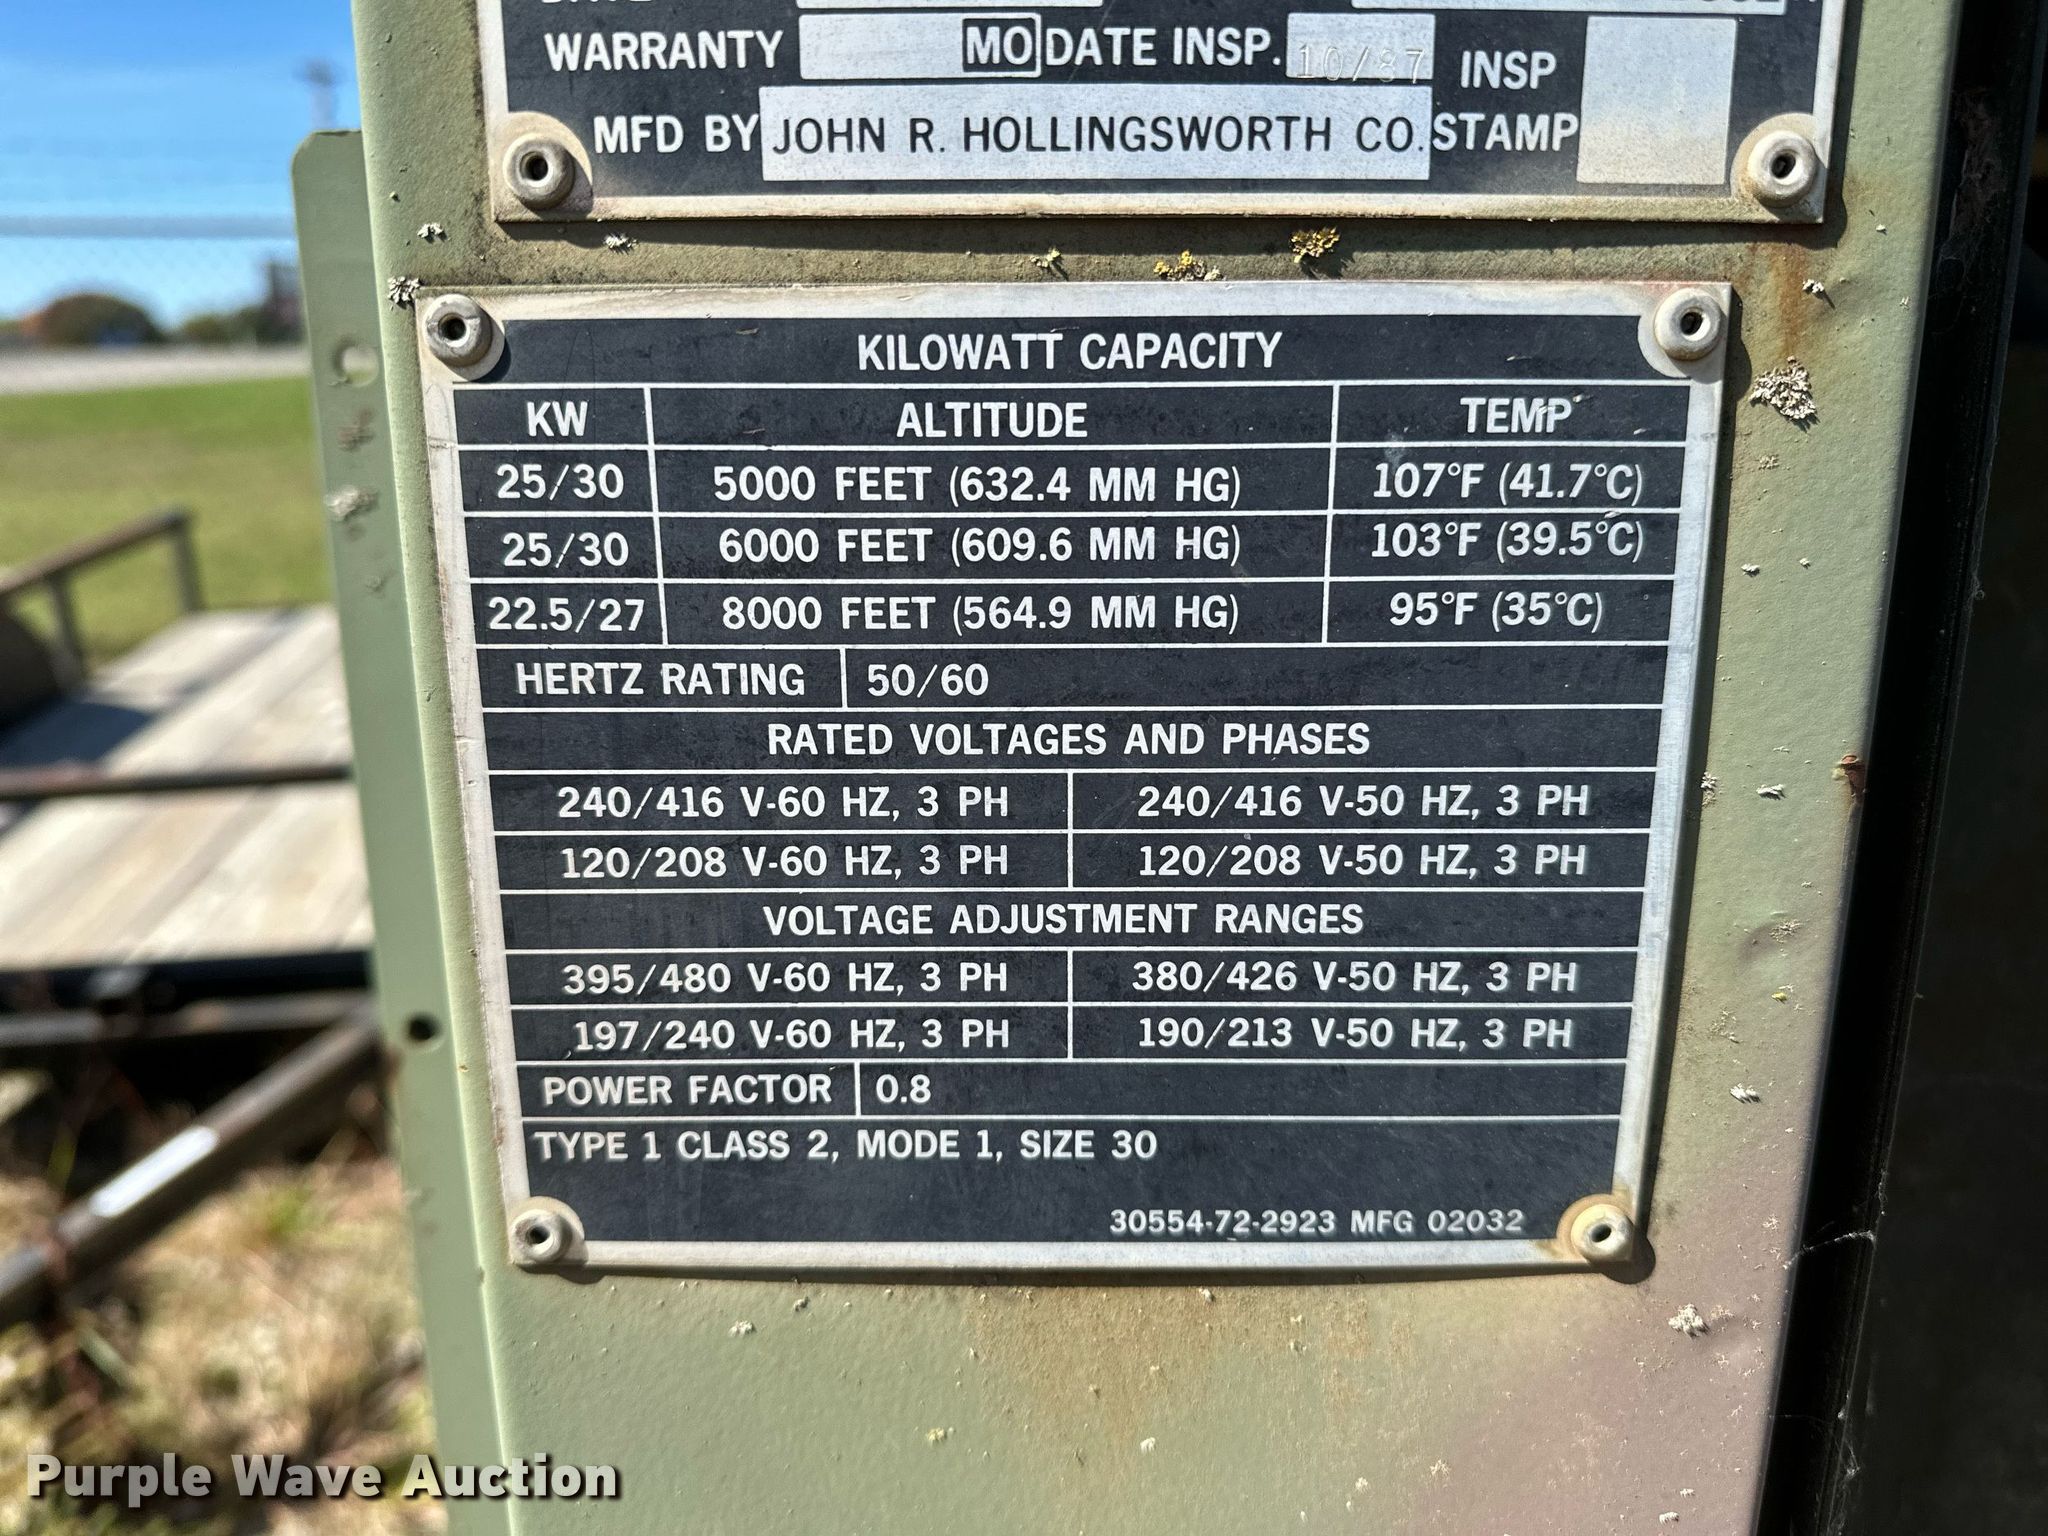 WARRANTY MO DATE INSP. 10/87 INSP
MFD BY JOHN R. HOLLINGSWORTH CO. STAMP
KILOWATT CAPACITY
KW ALTITUDE TEMP
25/30 5000 FEET (632.4 MM HG) 107°F (41.7°C)
25/30 6000 FEET (609.6 MM HG) 103°F (39.5°C)
22.5/27 8000 FEET (564.9 MM HG) 95°F (35°C)
HERTZ RATING 50/60
RATED VOLTAGES AND PHASES
240/416 V-60 HZ, 3 PH 240/416 V-50 HZ, 3 PH
120/208 V-60 HZ, 3 PH 120/208 V-50 HZ, 3 PH
VOLTAGE ADJUSTMENT RANGES
395/480 V-60 HZ, 3 PH 380/426 V-50 HZ, 3 PH
197/240 V-60 HZ, 3 PH 190/213 V-50 HZ, 3 PH
POWER FACTOR 0.8
TYPE 1 CLASS 2, MODE 1, SIZE 30
30554-72-2923 MFG 02032
Purple Wave Auction